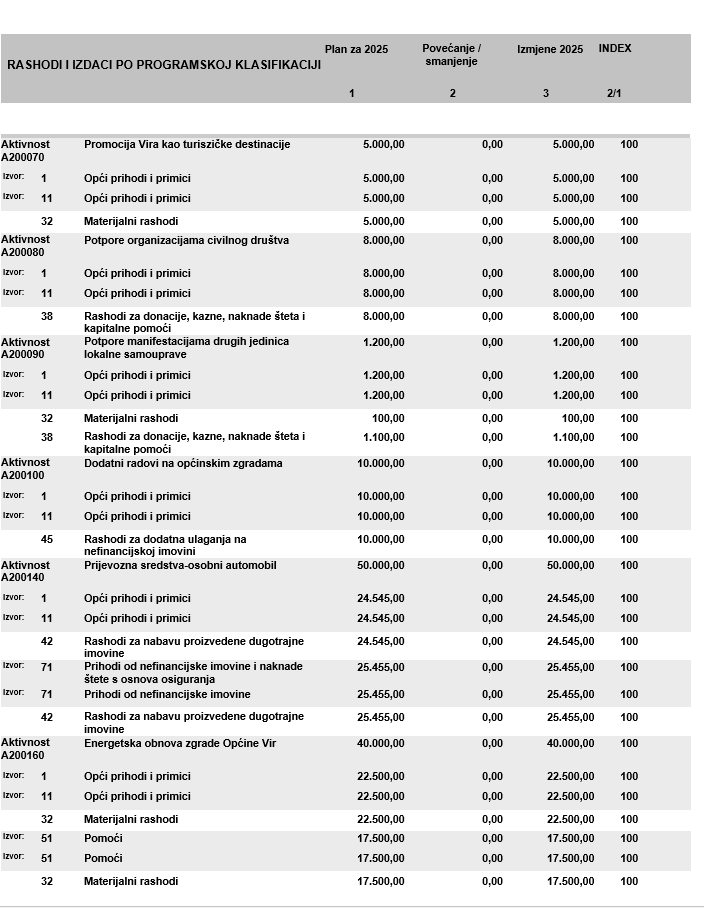 RASHODI I IZDACI PO PROGRAMSKOJ KLASIFIKACIJI Plan za 2025 Povećanje / smanjenje Izmjene 2025 INDEX
1 2 3 2/1
Aktivnost A200070 Promocija Vira kao turiszičke destinacije 5.000,00 0,00 5.000,00 100
Izvor: 1 Opći prihodi i primici 5.000,00 0,00 5.000,00 100
Izvor: 11 Opći prihodi i primici 5.000,00 0,00 5.000,00 100
32 Materijalni rashodi 5.000,00 0,00 5.000,00 100
Aktivnost A200080 Potpore organizacijama civilnog društva 8.000,00 0,00 8.000,00 100
Izvor: 1 Opći prihodi i primici 8.000,00 0,00 8.000,00 100
Izvor: 11 Opći prihodi i primici 8.000,00 0,00 8.000,00 100
38 Rashodi za donacije, kazne, naknade šteta i kapitalne pomoći 8.000,00 0,00 8.000,00 100
Aktivnost A200090 Potpore manifestacijama drugih jedinica lokalne samouprave 1.200,00 0,00 1.200,00 100
Izvor: 1 Opći prihodi i primici 1.200,00 0,00 1.200,00 100
Izvor: 11 Opći prihodi i primici 1.200,00 0,00 1.200,00 100
32 Materijalni rashodi 100,00 0,00 100,00 100
38 Rashodi za donacije, kazne, naknade šteta i kapitalne pomoći 1.100,00 0,00 1.100,00 100
Aktivnost A200100 Dodatni radovi na općinskim zgradama 10.000,00 0,00 10.000,00 100
Izvor: 1 Opći prihodi i primici 10.000,00 0,00 10.000,00 100
Izvor: 11 Opći prihodi i primici 10.000,00 0,00 10.000,00 100
45 Rashodi za dodatna ulaganja na nefinancijskoj imovini 10.000,00 0,00 10.000,00 100
Aktivnost A200140 Prijevozna sredstva-osobni automobil 50.000,00 0,00 50.000,00 100
Izvor: 1 Opći prihodi i primici 24.545,00 0,00 24.545,00 100
Izvor: 11 Opći prihodi i primici 24.545,00 0,00 24.545,00 100
42 Rashodi za nabavu proizvedene dugotrajne imovine 24.545,00 0,00 24.545,00 100
Izvor: 71 Prihodi od nefinancijske imovine i naknade štete s osnova osiguranja 25.455,00 0,00 25.455,00 100
Izvor: 71 Prihodi od nefinancijske imovine 25.455,00 0,00 25.455,00 100
42 Rashodi za nabavu proizvedene dugotrajne imovine 25.455,00 0,00 25.455,00 100
Aktivnost A200160 Energetska obnova zgrade Općine Vir 40.000,00 0,00 40.000,00 100
Izvor: 1 Opći prihodi i primici 22.500,00 0,00 22.500,00 100
Izvor: 11 Opći prihodi i primici 22.500,00 0,00 22.500,00 100
32 Materijalni rashodi 22.500,00 0,00 22.500,00 100
Izvor: 51 Pomoći 17.500,00 0,00 17.500,00 100
Izvor: 51 Pomoći 17.500,00 0,00 17.500,00 100
32 Materijalni rashodi 17.500,00 0,00 17.500,00 100